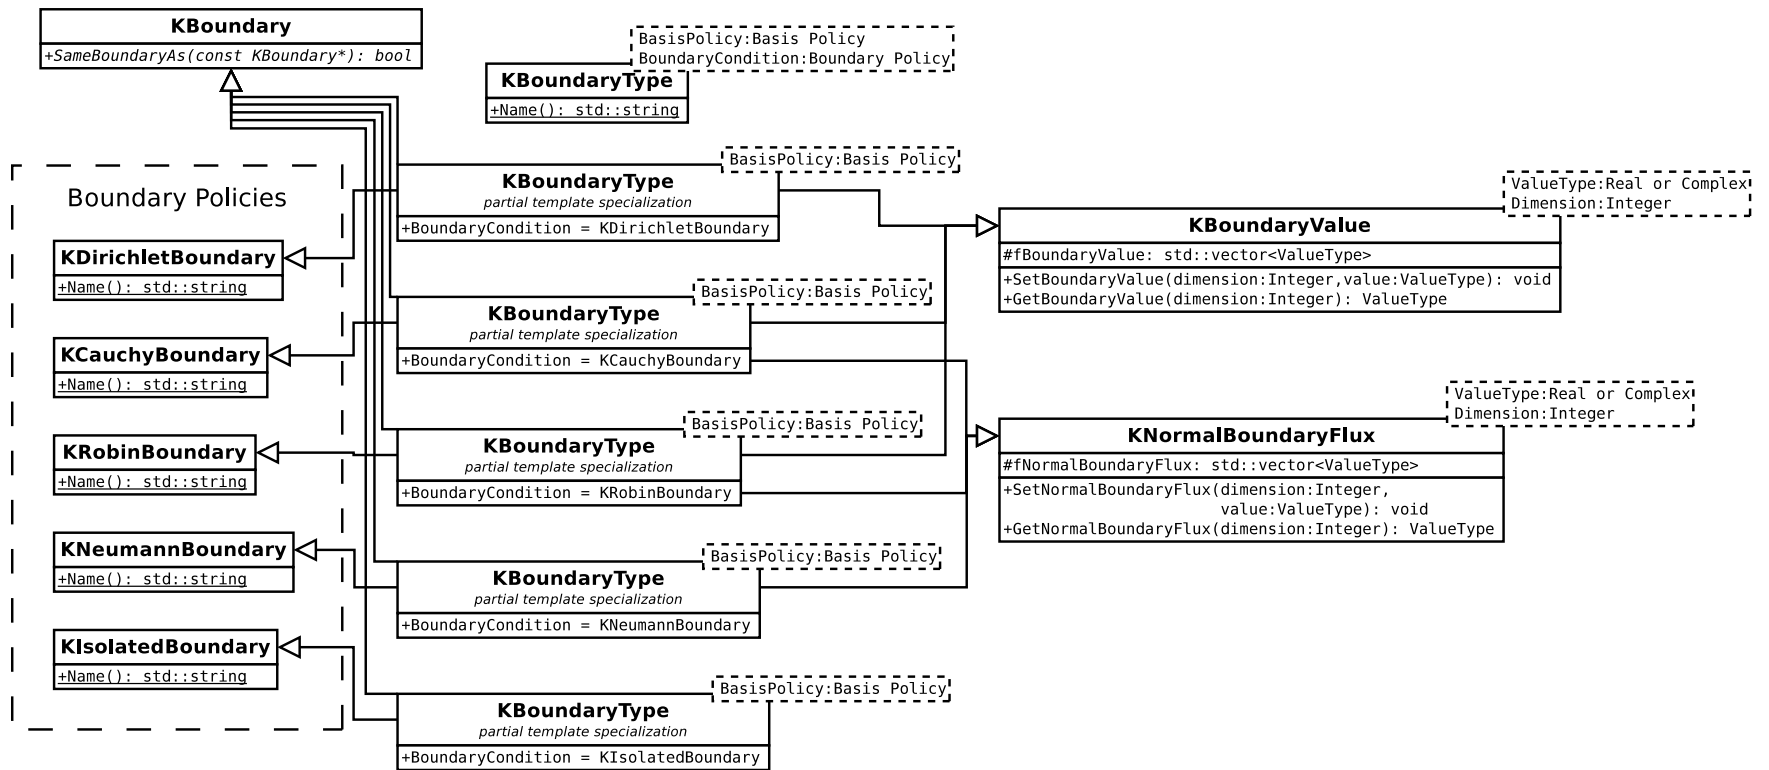 KBoundary
+SameBoundaryAs(const KBoundary*): bool
BasisPolicy:Basis Policy
BoundaryCondition:Boundary Policy
KBoundaryType
+Name(): std::string
Boundary Policies
KDirichletBoundary
+Name(): std::string
KCauchyBoundary
+Name(): std::string
KRobinBoundary
+Name(): std::string
KNeumannBoundary
+Name(): std::string
KIsolatedBoundary
+Name(): std::string
BasisPolicy:Basis Policy
KBoundaryType
partial template specialization
+BoundaryCondition = KDirichletBoundary
BasisPolicy:Basis Policy
KBoundaryType
partial template specialization
+BoundaryCondition = KCauchyBoundary
BasisPolicy:Basis Policy
KBoundaryType
partial template specialization
+BoundaryCondition = KRobinBoundary
BasisPolicy:Basis Policy
KBoundaryType
partial template specialization
+BoundaryCondition = KNeumannBoundary
BasisPolicy:Basis Policy
KBoundaryType
partial template specialization
+BoundaryCondition = KIsolatedBoundary
ValueType:Real or Complex
Dimension:Integer
KBoundaryValue
#fBoundaryValue: std::vector<ValueType>
+SetBoundaryValue(dimension:Integer,value:ValueType): void
+GetBoundaryValue(dimension:Integer): ValueType
ValueType:Real or Complex
Dimension:Integer
KNormalBoundaryFlux
#fNormalBoundaryFlux: std::vector<ValueType>
+SetNormalBoundaryFlux(dimension:Integer,
value:ValueType): void
+GetNormalBoundaryFlux(dimension:Integer): ValueType